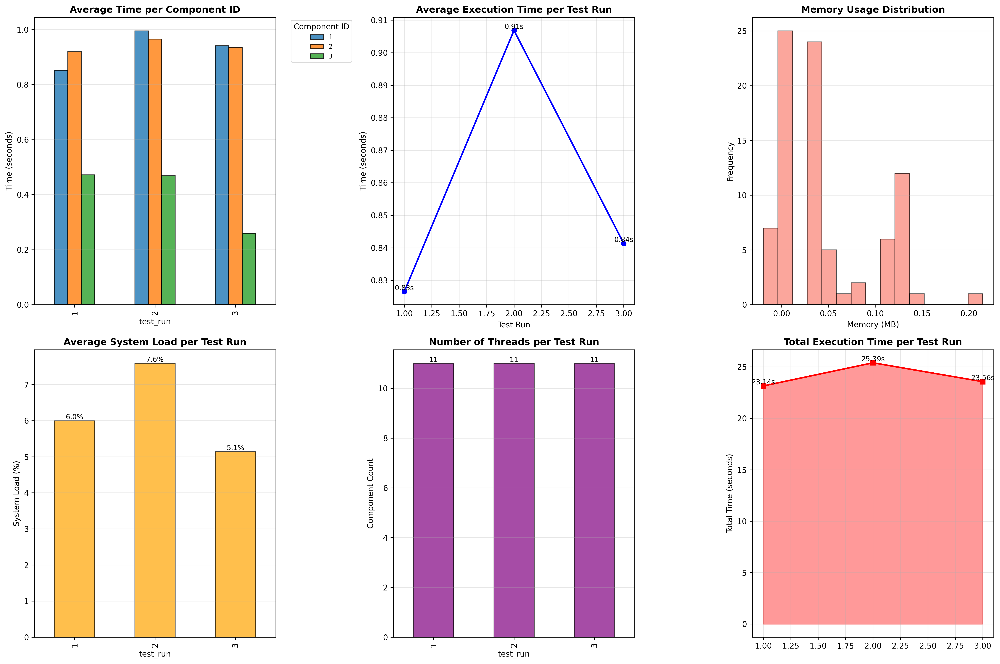 Average Time per Component ID
Time (seconds)
1.0
0.8
0.6
0.4
0.2
0.0
1
2
3
test_run
Component ID
1
2
3
Average Execution Time per Test Run
Time (seconds)
0.91
0.90
0.89
0.88
0.87
0.86
0.85
0.84
0.83
0.83s
0.91s
0.84s
1.00 1.25 1.50 1.75 2.00 2.25 2.50 2.75 3.00
Test Run
Memory Usage Distribution
Frequency
25
20
15
10
5
0
0.00 0.05 0.10 0.15 0.20
Memory (MB)
Average System Load per Test Run
System Load (%)
7
6
5
4
3
2
1
0
6.0%
7.6%
5.1%
1
2
3
test_run
Number of Threads per Test Run
Component Count
10
8
6
4
2
0
11
11
11
1
2
3
test_run
Total Execution Time per Test Run
Total Time (seconds)
25
20
15
10
5
0
23.14s
25.39s
23.56s
1.00 1.25 1.50 1.75 2.00 2.25 2.50 2.75 3.00